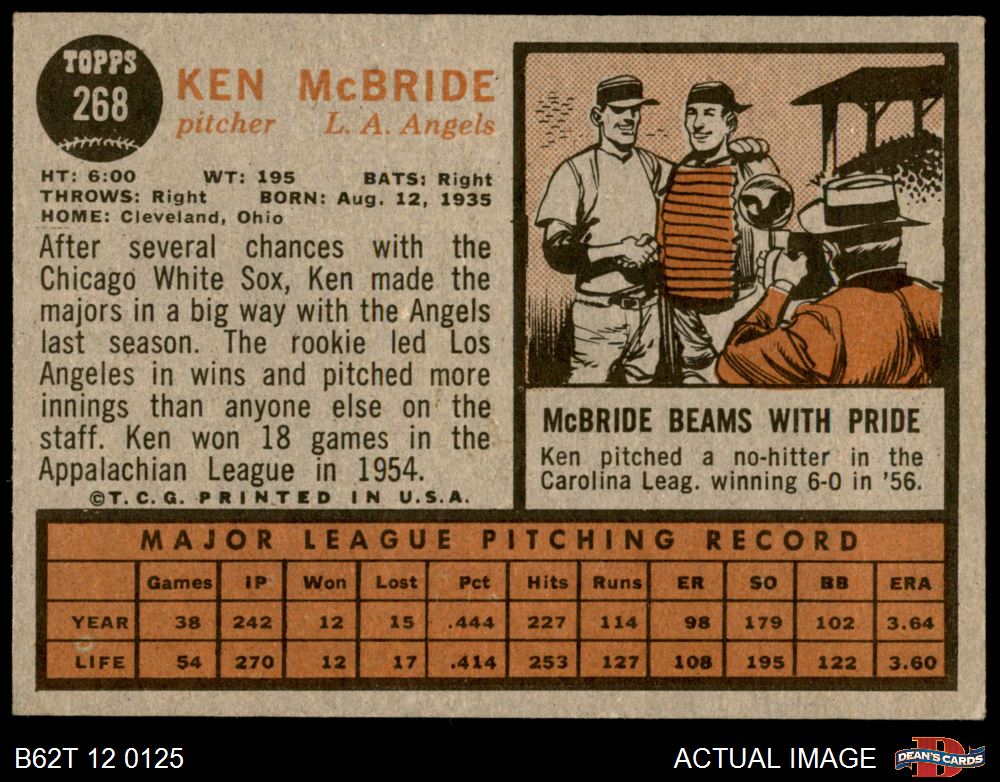 TOPPS
268
KEN McBRIDE
pitcher L. A. Angels
HT: 6:00 WT: 195 BATS: Right
THROWS: Right BORN: Aug. 12, 1935
HOME: Cleveland, Ohio
After several chances with the
Chicago White Sox, Ken made the
majors in a big way with the Angels
last season. The rookie led Los
Angeles in wins and pitched more
innings than anyone else on the
staff. Ken won 18 games in the
Appalachian League in 1954.
©T.C.G. PRINTED IN U.S.A.
McBRIDE BEAMS WITH PRIDE
Ken pitched a no-hitter in the
Carolina Leag. winning 6-0 in '56.
MAJOR LEAGUE PITCHING RECORD
Games IP Won Lost Pct Hits Runs ER SO BB ERA
YEAR 38 242 12 15 .444 227 114 98 179 102 3.64
LIFE 54 270 12 17 .414 253 127 108 195 122 3.60
B62T 12 0125
ACTUAL IMAGE
D
DEAN'S CARDS